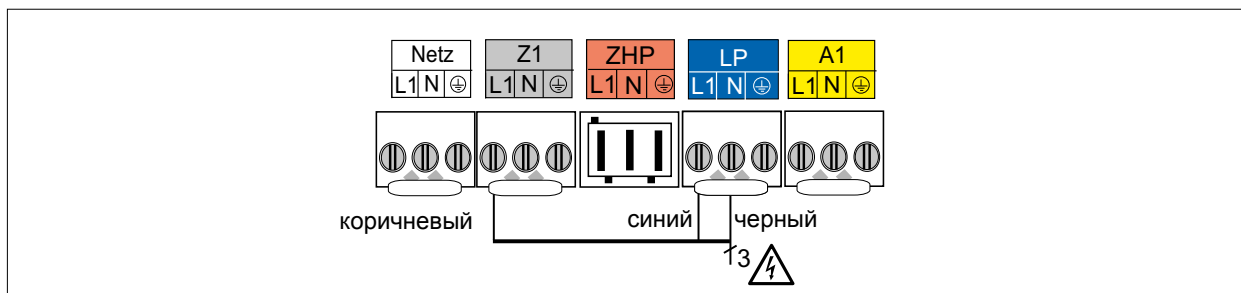 Netz Z1 ZHP LP A1
L1 N L1 N L1 N L1 N L1 N
коричневый синий черный
3